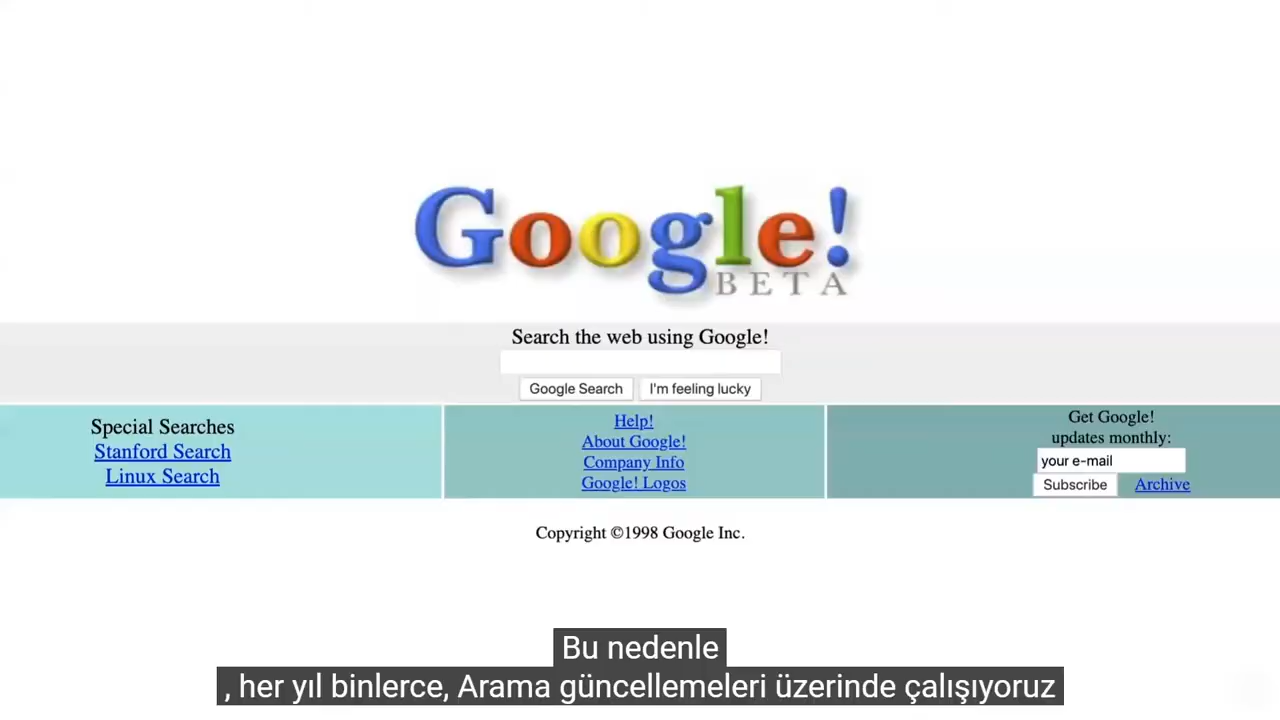 Google!
BETA
Search the web using Google!
Google Search I'm feeling lucky
Special Searches
Stanford Search
Linux Search
Help!
About Google!
Company Info
Google! Logos
Get Google!
updates monthly:
your e-mail
Subscribe Archive
Copyright ©1998 Google Inc.
Bu nedenle
, her yıl binlerce, Arama güncellemeleri üzerinde çalışıyoruz